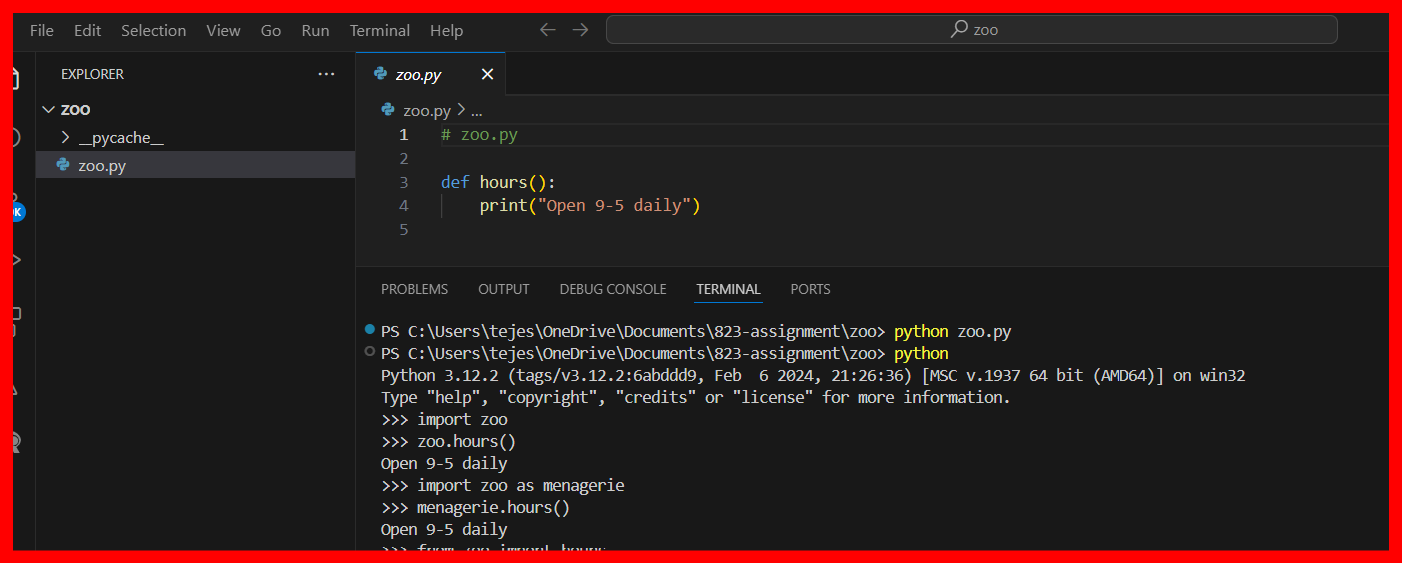 File Edit Selection View Go Run Terminal Help zoo
EXPLORER ...
zoo
__pycache__
zoo.py
zoo.py
zoo.py > ...
1 # zoo.py
2
3 def hours():
4     print("Open 9-5 daily")
5
PROBLEMS OUTPUT DEBUG CONSOLE TERMINAL PORTS
PS C:\Users\tejes\OneDrive\Documents\823-assignment\zoo> python zoo.py
PS C:\Users\tejes\OneDrive\Documents\823-assignment\zoo> python
Python 3.12.2 (tags/v3.12.2:6abddd9, Feb  6 2024, 21:26:36) [MSC v.1937 64 bit (AMD64)] on win32
Type "help", "copyright", "credits" or "license" for more information.
>>> import zoo
>>> zoo.hours()
Open 9-5 daily
>>> import zoo as menagerie
>>> menagerie.hours()
Open 9-5 daily
>>> from zoo import hours